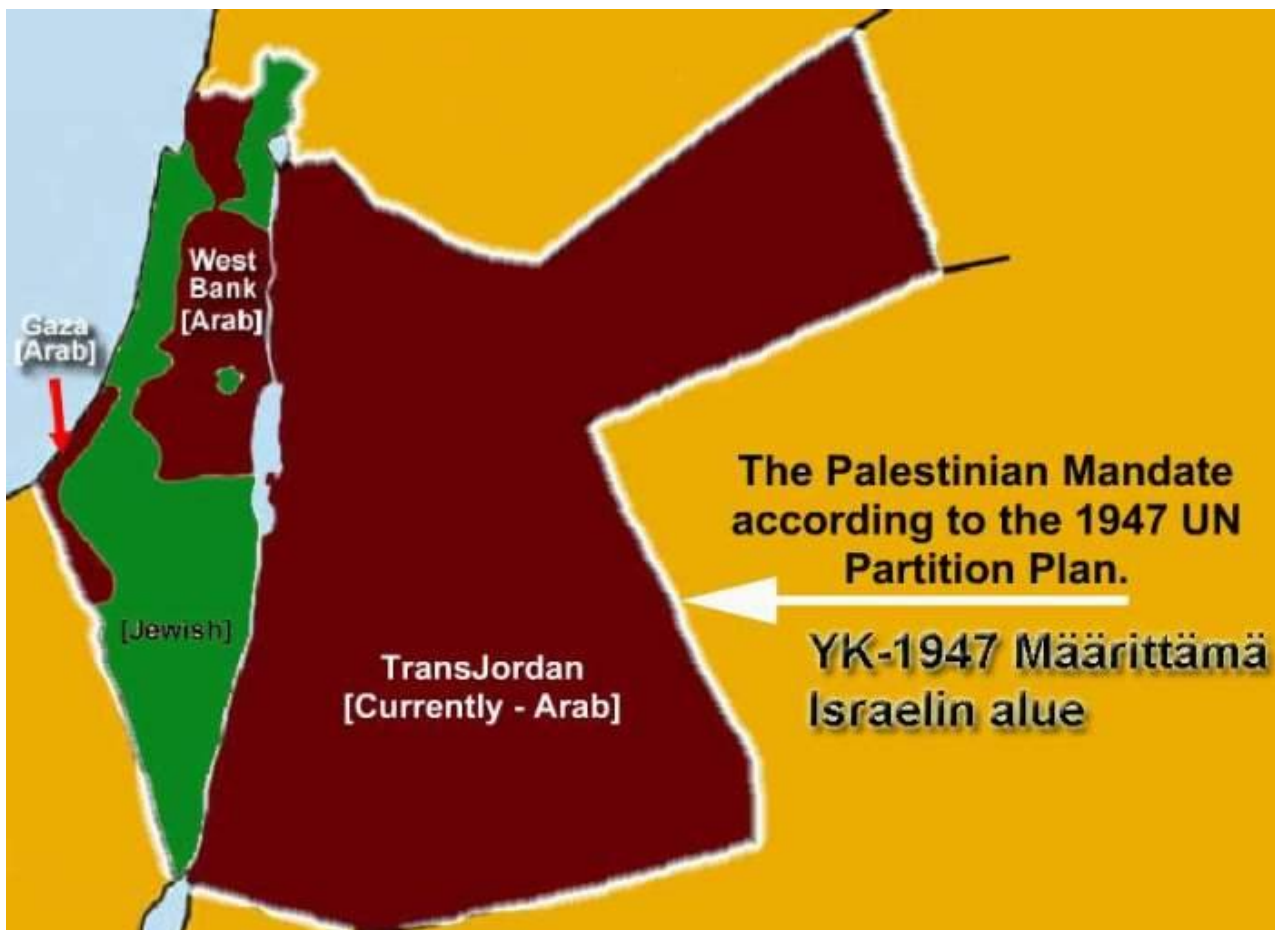 West
Bank
[Arab]
Gaza
[Arab]
The Palestinian Mandate
according to the 1947 UN
Partition Plan.
[Jewish]
YK-1947 Määrittämä
Israelin alue
TransJordan
[Currently - Arab]